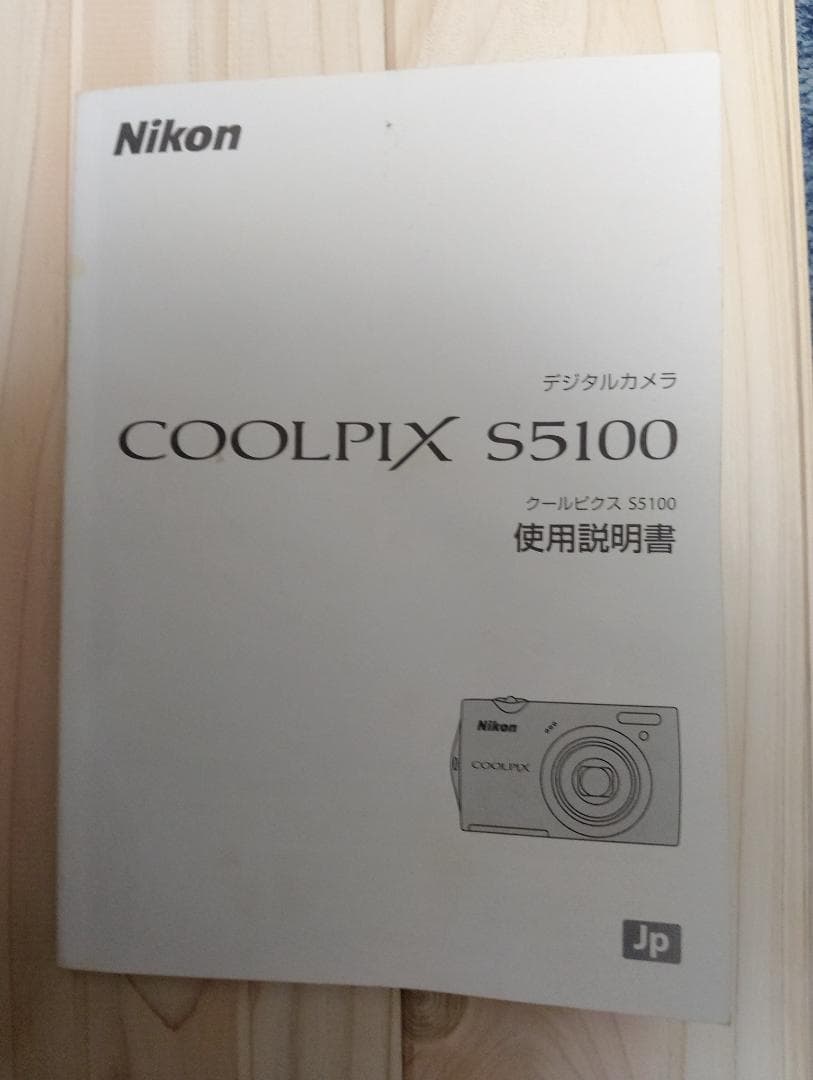 Nikon
デジタルカメラ
COOLPIX S5100
クールピクス S5100
使用説明書
Nikon
COOLPIX
Jp